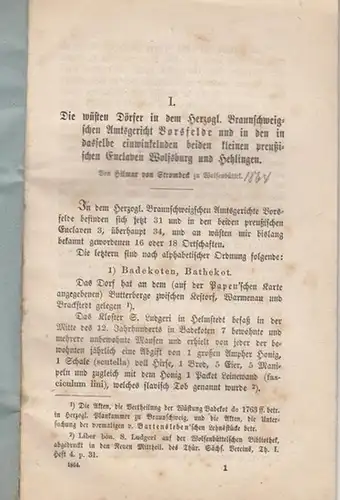 I.
Die wüsten Dörfer in dem Herzogl. Braunschweig-
schen Amtsgericht Vorsfelde und in den in
dasselbe einwinkelnden beiden kleinen preußi-
schen Enclaven Wolfsburg und Hehlingen.
Von Hilmar von Strombeck zu Wolfenbüttel. 1864
In dem Herzogl. Braunschweigschen Amtsgerichte Vors-
felde befinden sich jetzt 31 und in den beiden preußischen
Enclaven 3, überhaupt 34, und an wüsten mir bislang
bekannt gewordenen 16 oder 18 Ortschaften.
Die letztern sind nach alphabetischer Ordnung folgende:
1) Badekoten, Bathekot.
Das Dorf hat an dem (auf der Papen'schen Karte
angegebenen) Butterberge zwischen Kestorf, Warmenau und
Brackstedt gelegen ¹).
Das Kloster S. Ludgeri in Helmstedt besaß in der
Mitte des 12. Jahrhunderts in Badekoten 7 bewohnte und
mehrere unbewohnte Mansen und erhielt von jeder der be-
wohnten jährlich eine Abgift von 1 großen Ampher Honig,
1 Schale (scutella) voll Hirse, 1 Brod, 5 Eier, 5 Man-
peln und zugleich mit dem Honig 1 Packet Leinewand (fas-
ciculum lini), welches slavisch Tob genannt wurde ²).
¹) Die Akten, die Vertheilung der Wüstung Badekot de 1763 ff. betr.
in Herzogl. Plankammer zu Braunschweig, und die Akten, die Unter-
suchung der vormaligen v. Bartensleben'schen Lehnstücke betr.
²) Liber bon. S. Ludgeri auf der Wolfenbüttelschen Bibliothek,
abgedruckt in den Neuen Mittheil. des Thür. Sächs. Vereins, Th. I.
Heft 4. p. 31.
1864. 1